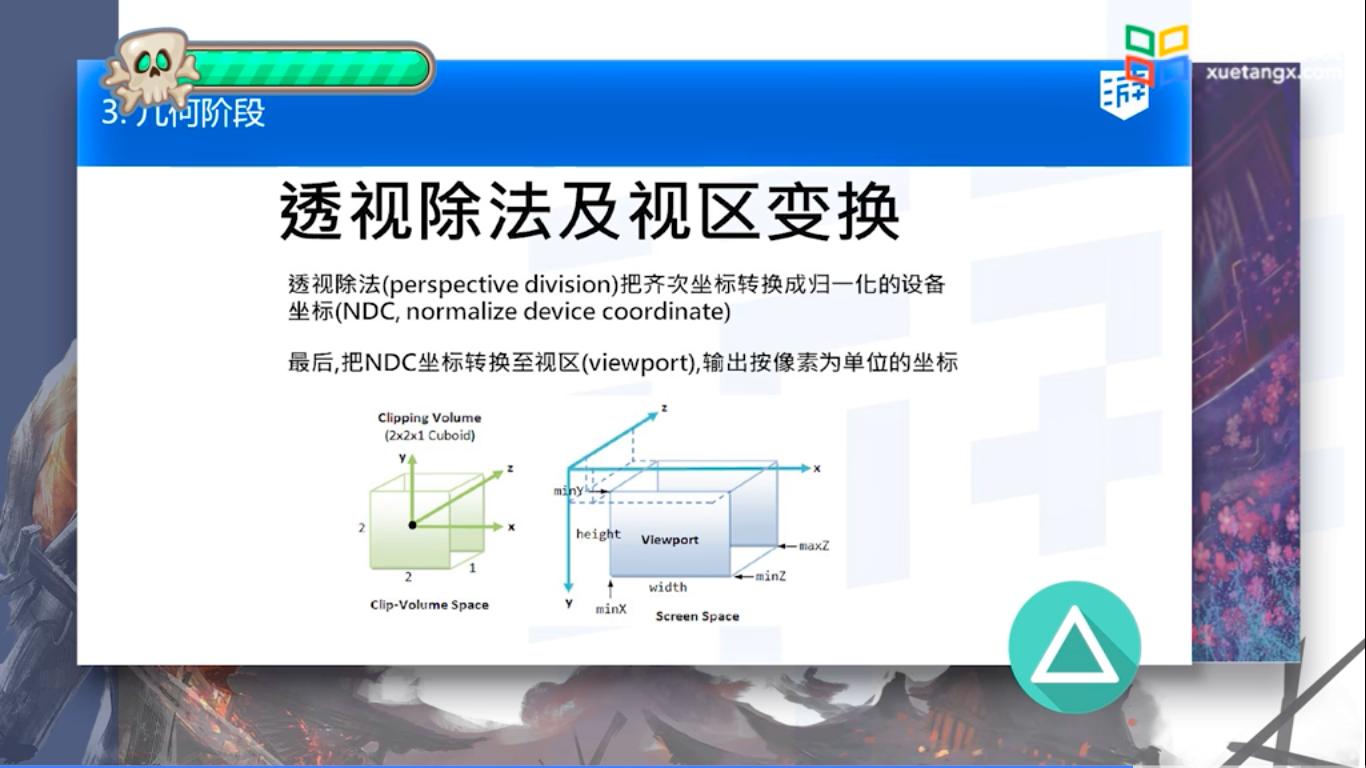 xuetangx.com
3. 几何阶段
游
透视除法及视区变换
透视除法(perspective division)把齐次坐标转换成归一化的设备
坐标(NDC, normalize device coordinate)
最后,把NDC坐标转换至视区(viewport),输出按像素为单位的坐标
Clipping Volume
(2x2x1 Cuboid)
y
z
x
2
2
1
Clip-Volume Space
z
x
minY
height
Viewport
maxZ
minZ
width
y
minX
Screen Space